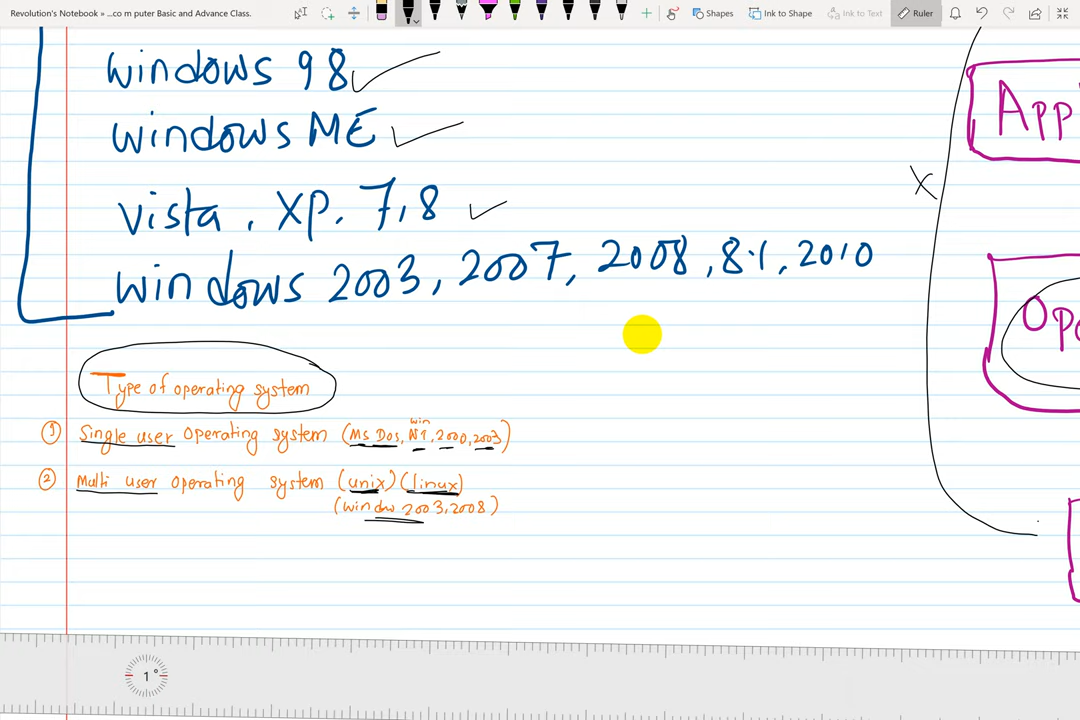 Revolution's Notebook » ...co m puter Basic and Advance Class.
Shapes
Ink to Shape
Ink to Text
Ruler
windows 98
windows ME
vista. XP. 7,8
windows 2003, 2007, 2008, 8.1, 2010
App
X
Ope
Type of operating system
① Single user operating system (Ms Dos, win NT, 2000, 2003)
② Multi user operating system (unix) (linux)
(window 2003, 2008)
1°